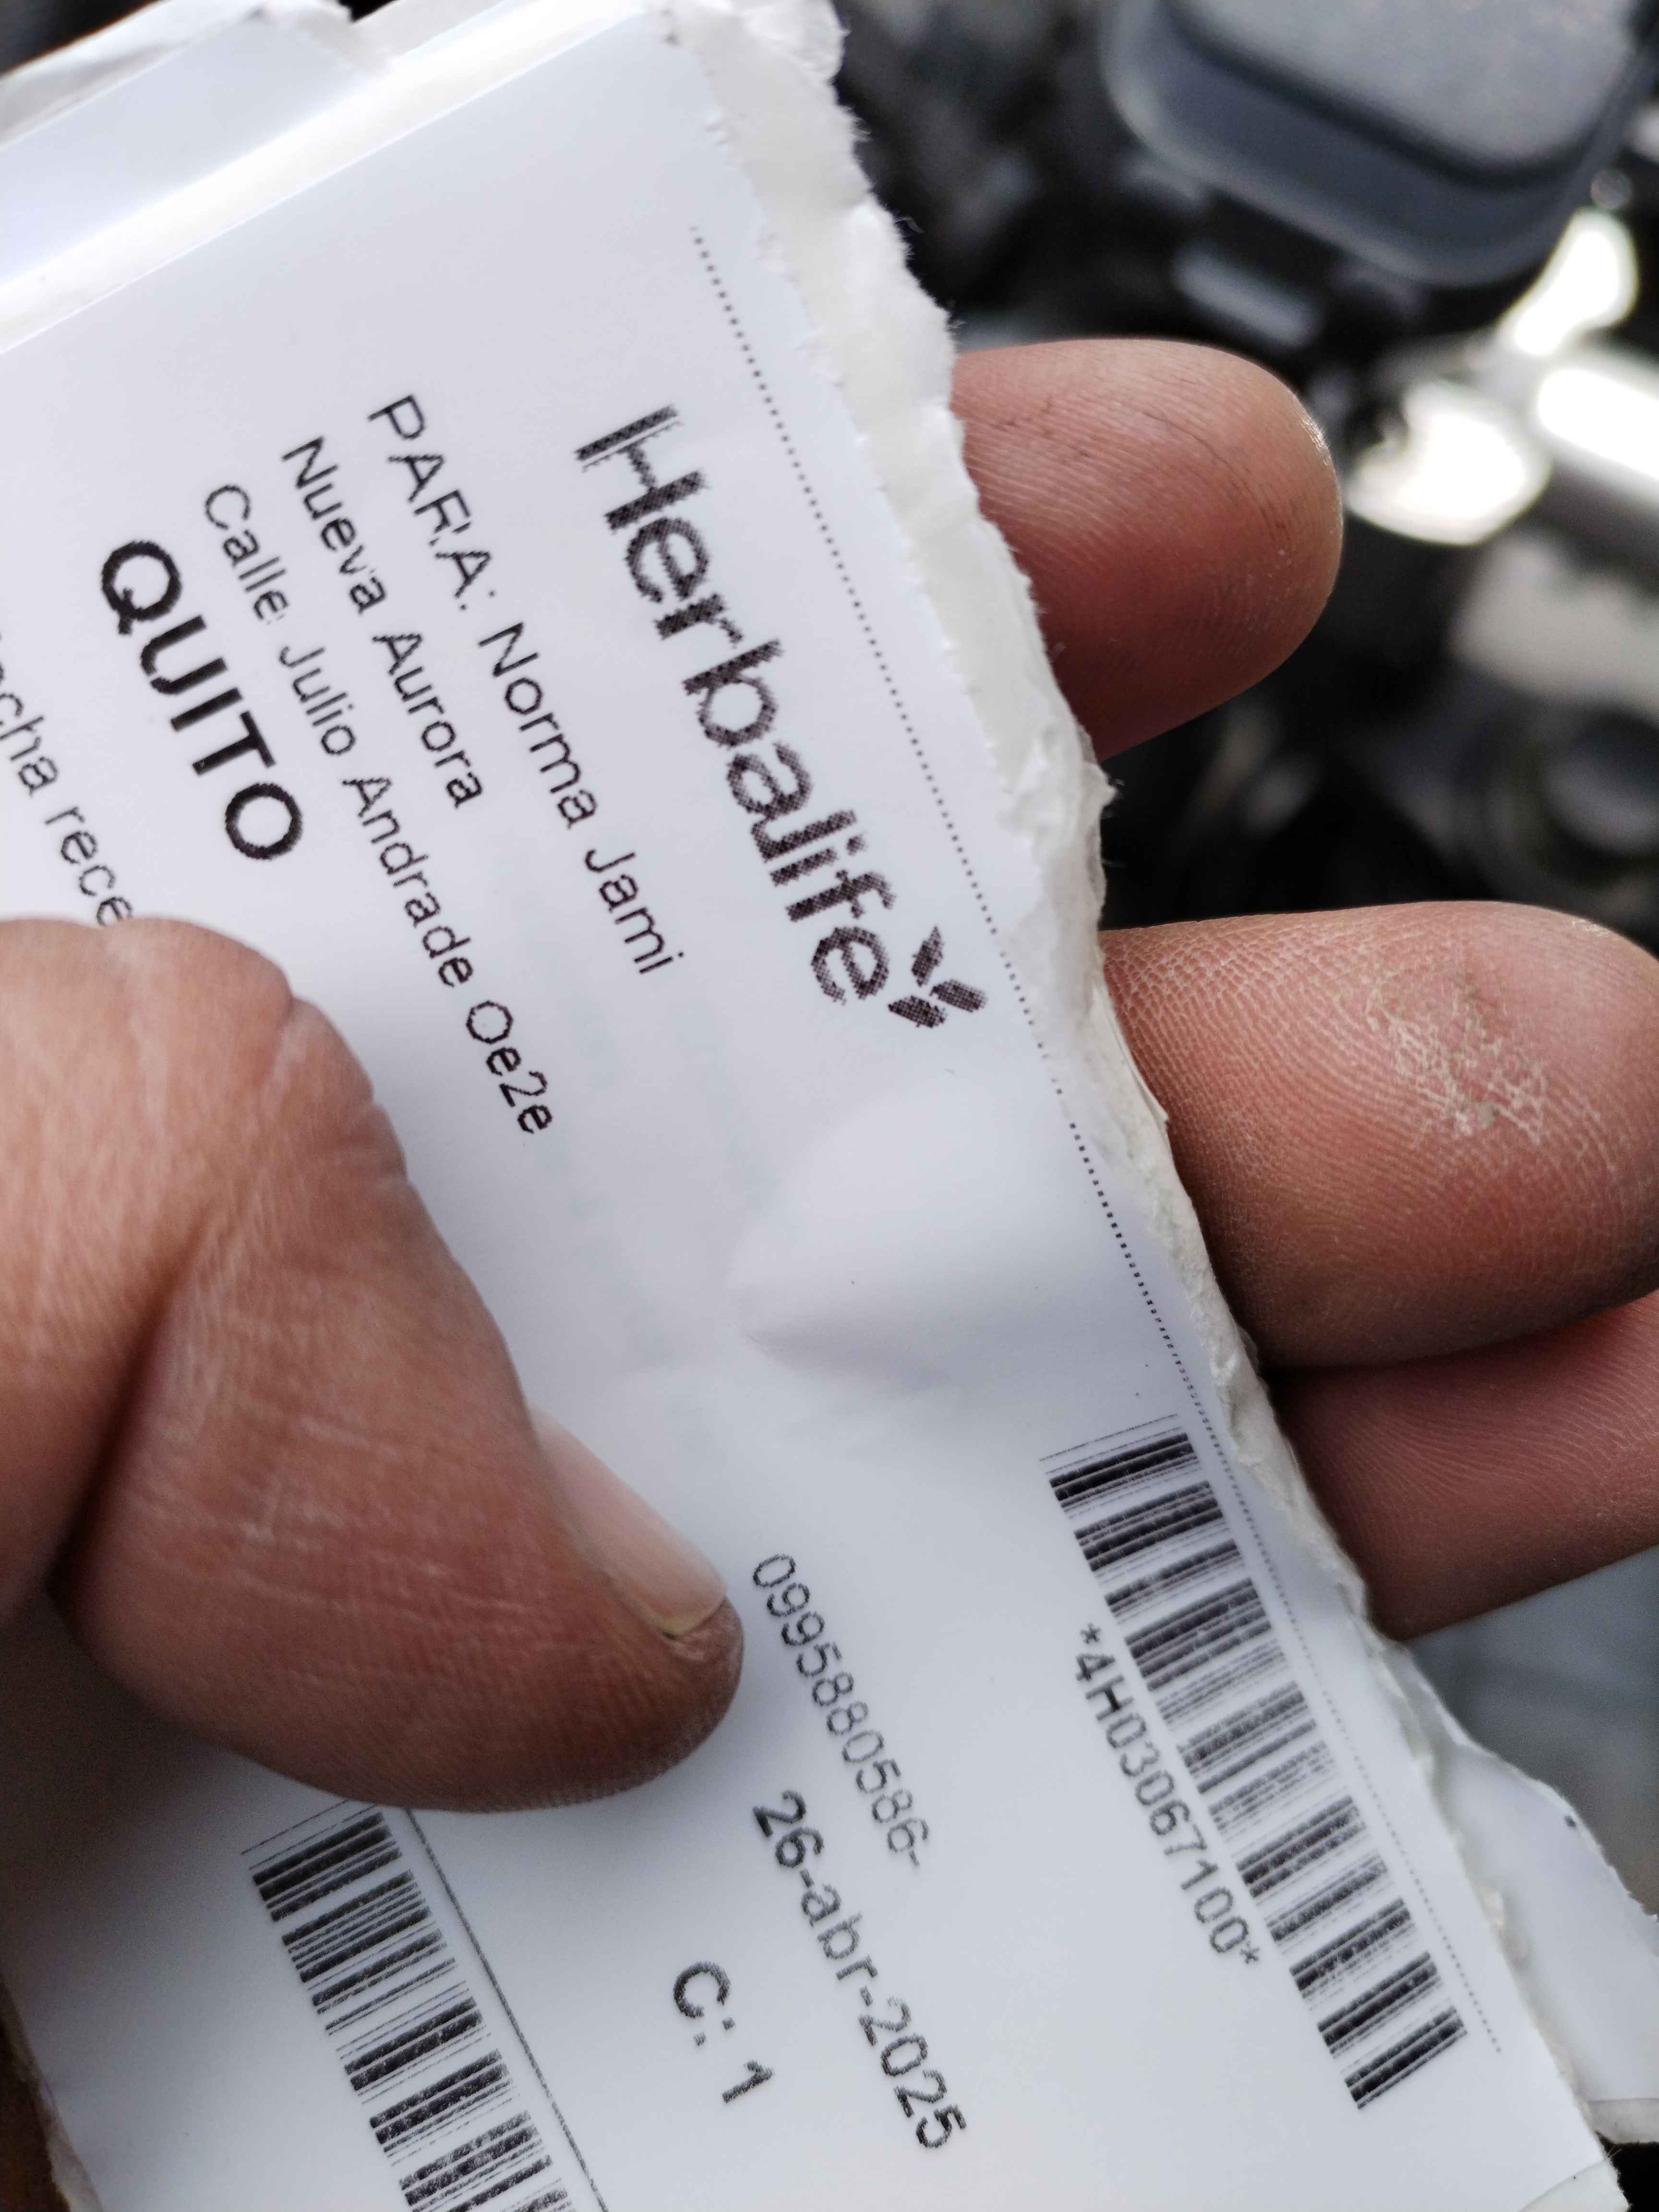 Herbalife
*4H03067100*
PARA: Norma Jami
0995880586-
Nueva Aurora
26-abr-2025
Calle Julio Andrade Oe2e
C: 1
QUITO